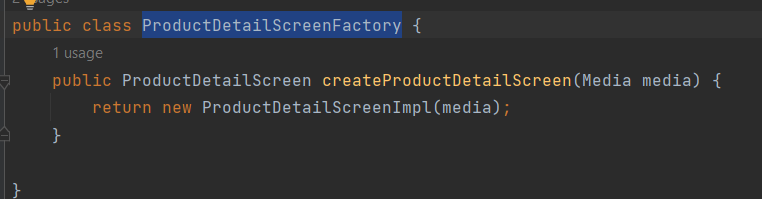 public class ProductDetailScreenFactory {
1 usage
public ProductDetailScreen createProductDetailScreen(Media media) {
return new ProductDetailScreenImpl(media);
}
}